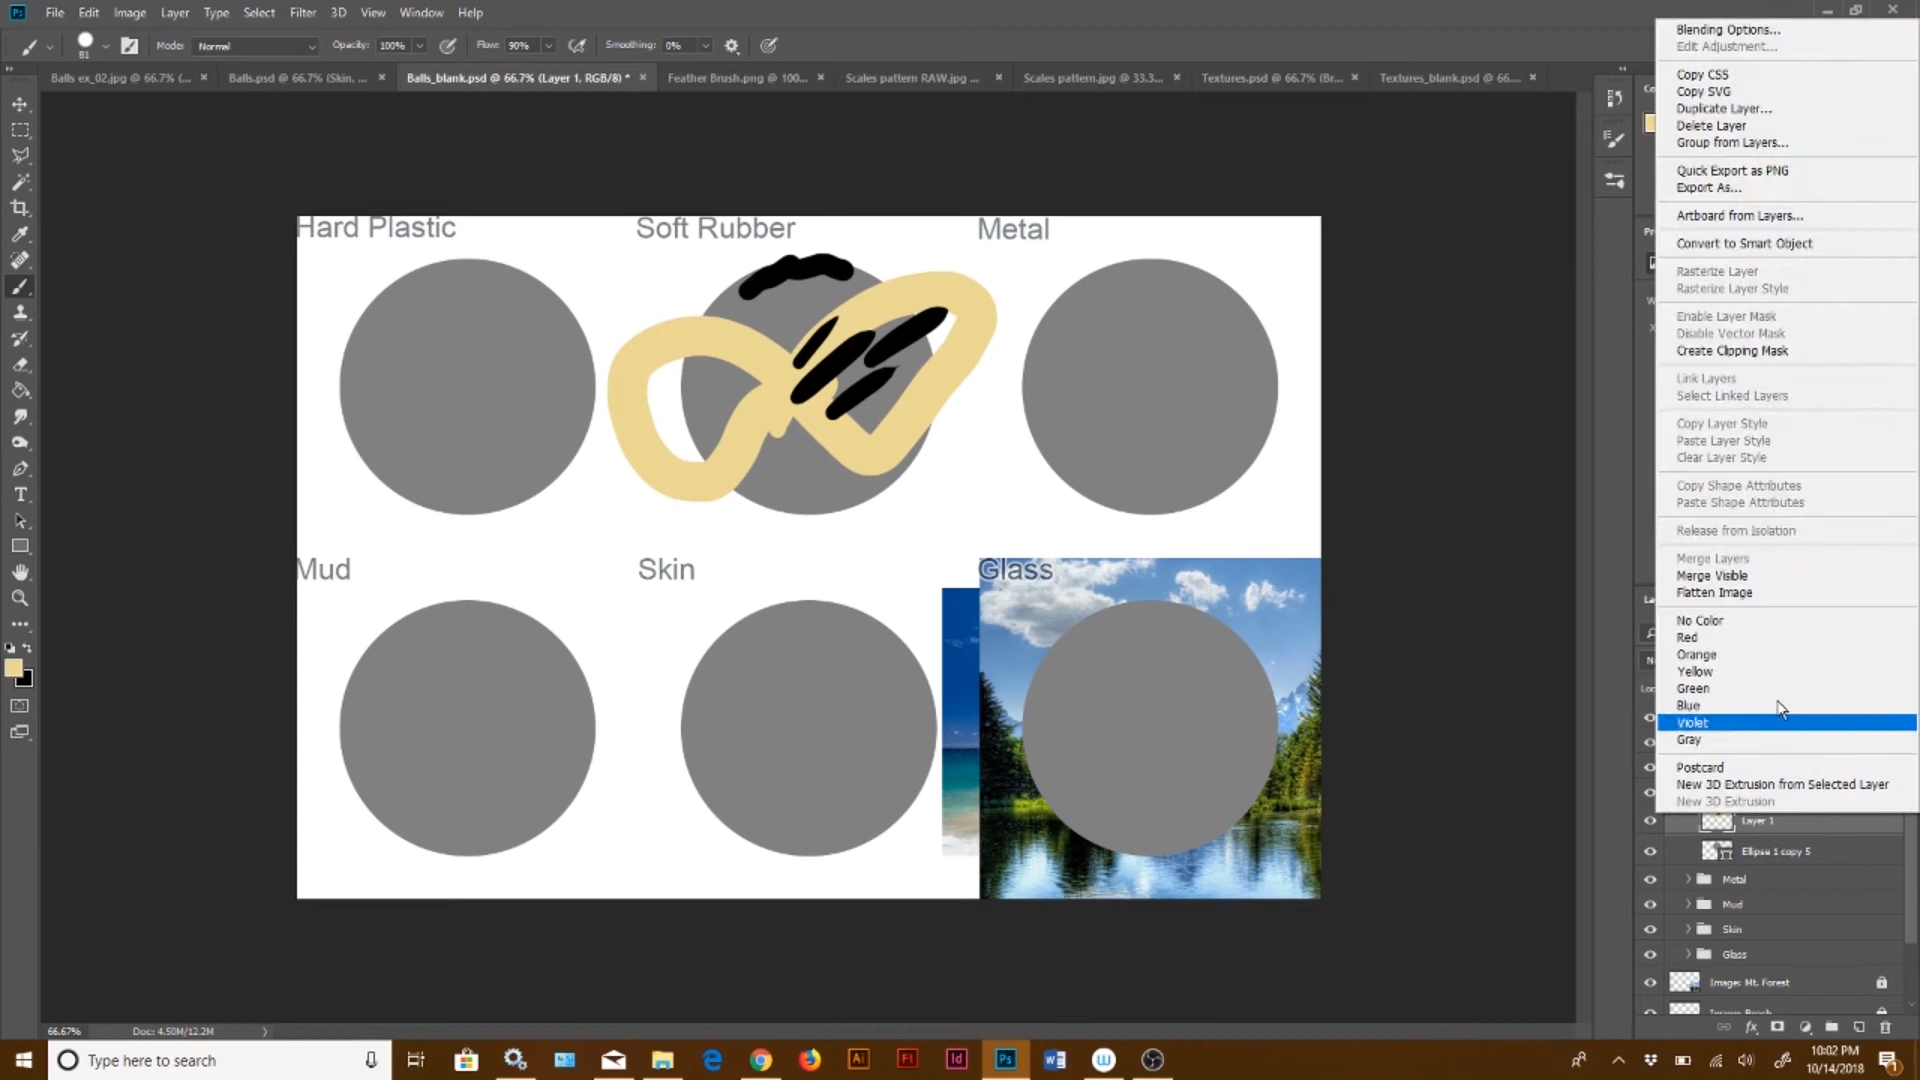 Ps File Edit Image Layer Type Select Filter 3D View Window Help
81 Mode: Normal Opacity: 100% Flow: 90% Smoothing: 0%
Balls ex_02.jpg @ 66.7% (... × Balls.psd @ 66.7% (Skin, ... × Balls_blank.psd @ 66.7% (Layer 1, RGB/8) * × Feather Brush.png @ 100... × Scales pattern RAW.jpg ... × Scales pattern.jpg @ 33.3... × Textures.psd @ 66.7% (Br... × Textures_blank.psd @ 66.... ×
Hard Plastic Soft Rubber Metal
Mud Skin Glass
Blending Options...
Edit Adjustment...
Copy CSS
Copy SVG
Duplicate Layer...
Delete Layer
Group from Layers...
Quick Export as PNG
Export As...
Artboard from Layers...
Convert to Smart Object
Rasterize Layer
Rasterize Layer Style
Enable Layer Mask
Disable Vector Mask
Create Clipping Mask
Link Layers
Select Linked Layers
Copy Layer Style
Paste Layer Style
Clear Layer Style
Copy Shape Attributes
Paste Shape Attributes
Release from Isolation
Merge Layers
Merge Visible
Flatten Image
No Color
Red
Orange
Yellow
Green
Blue
Violet
Gray
Postcard
New 3D Extrusion from Selected Layer
New 3D Extrusion
Layer 1
Ellipse 1 copy 5
Metal
Mud
Skin
Glass
Image: Mt. Forest
66.67% Doc: 4.50M/12.2M
Type here to search
10:02 PM
10/14/2018